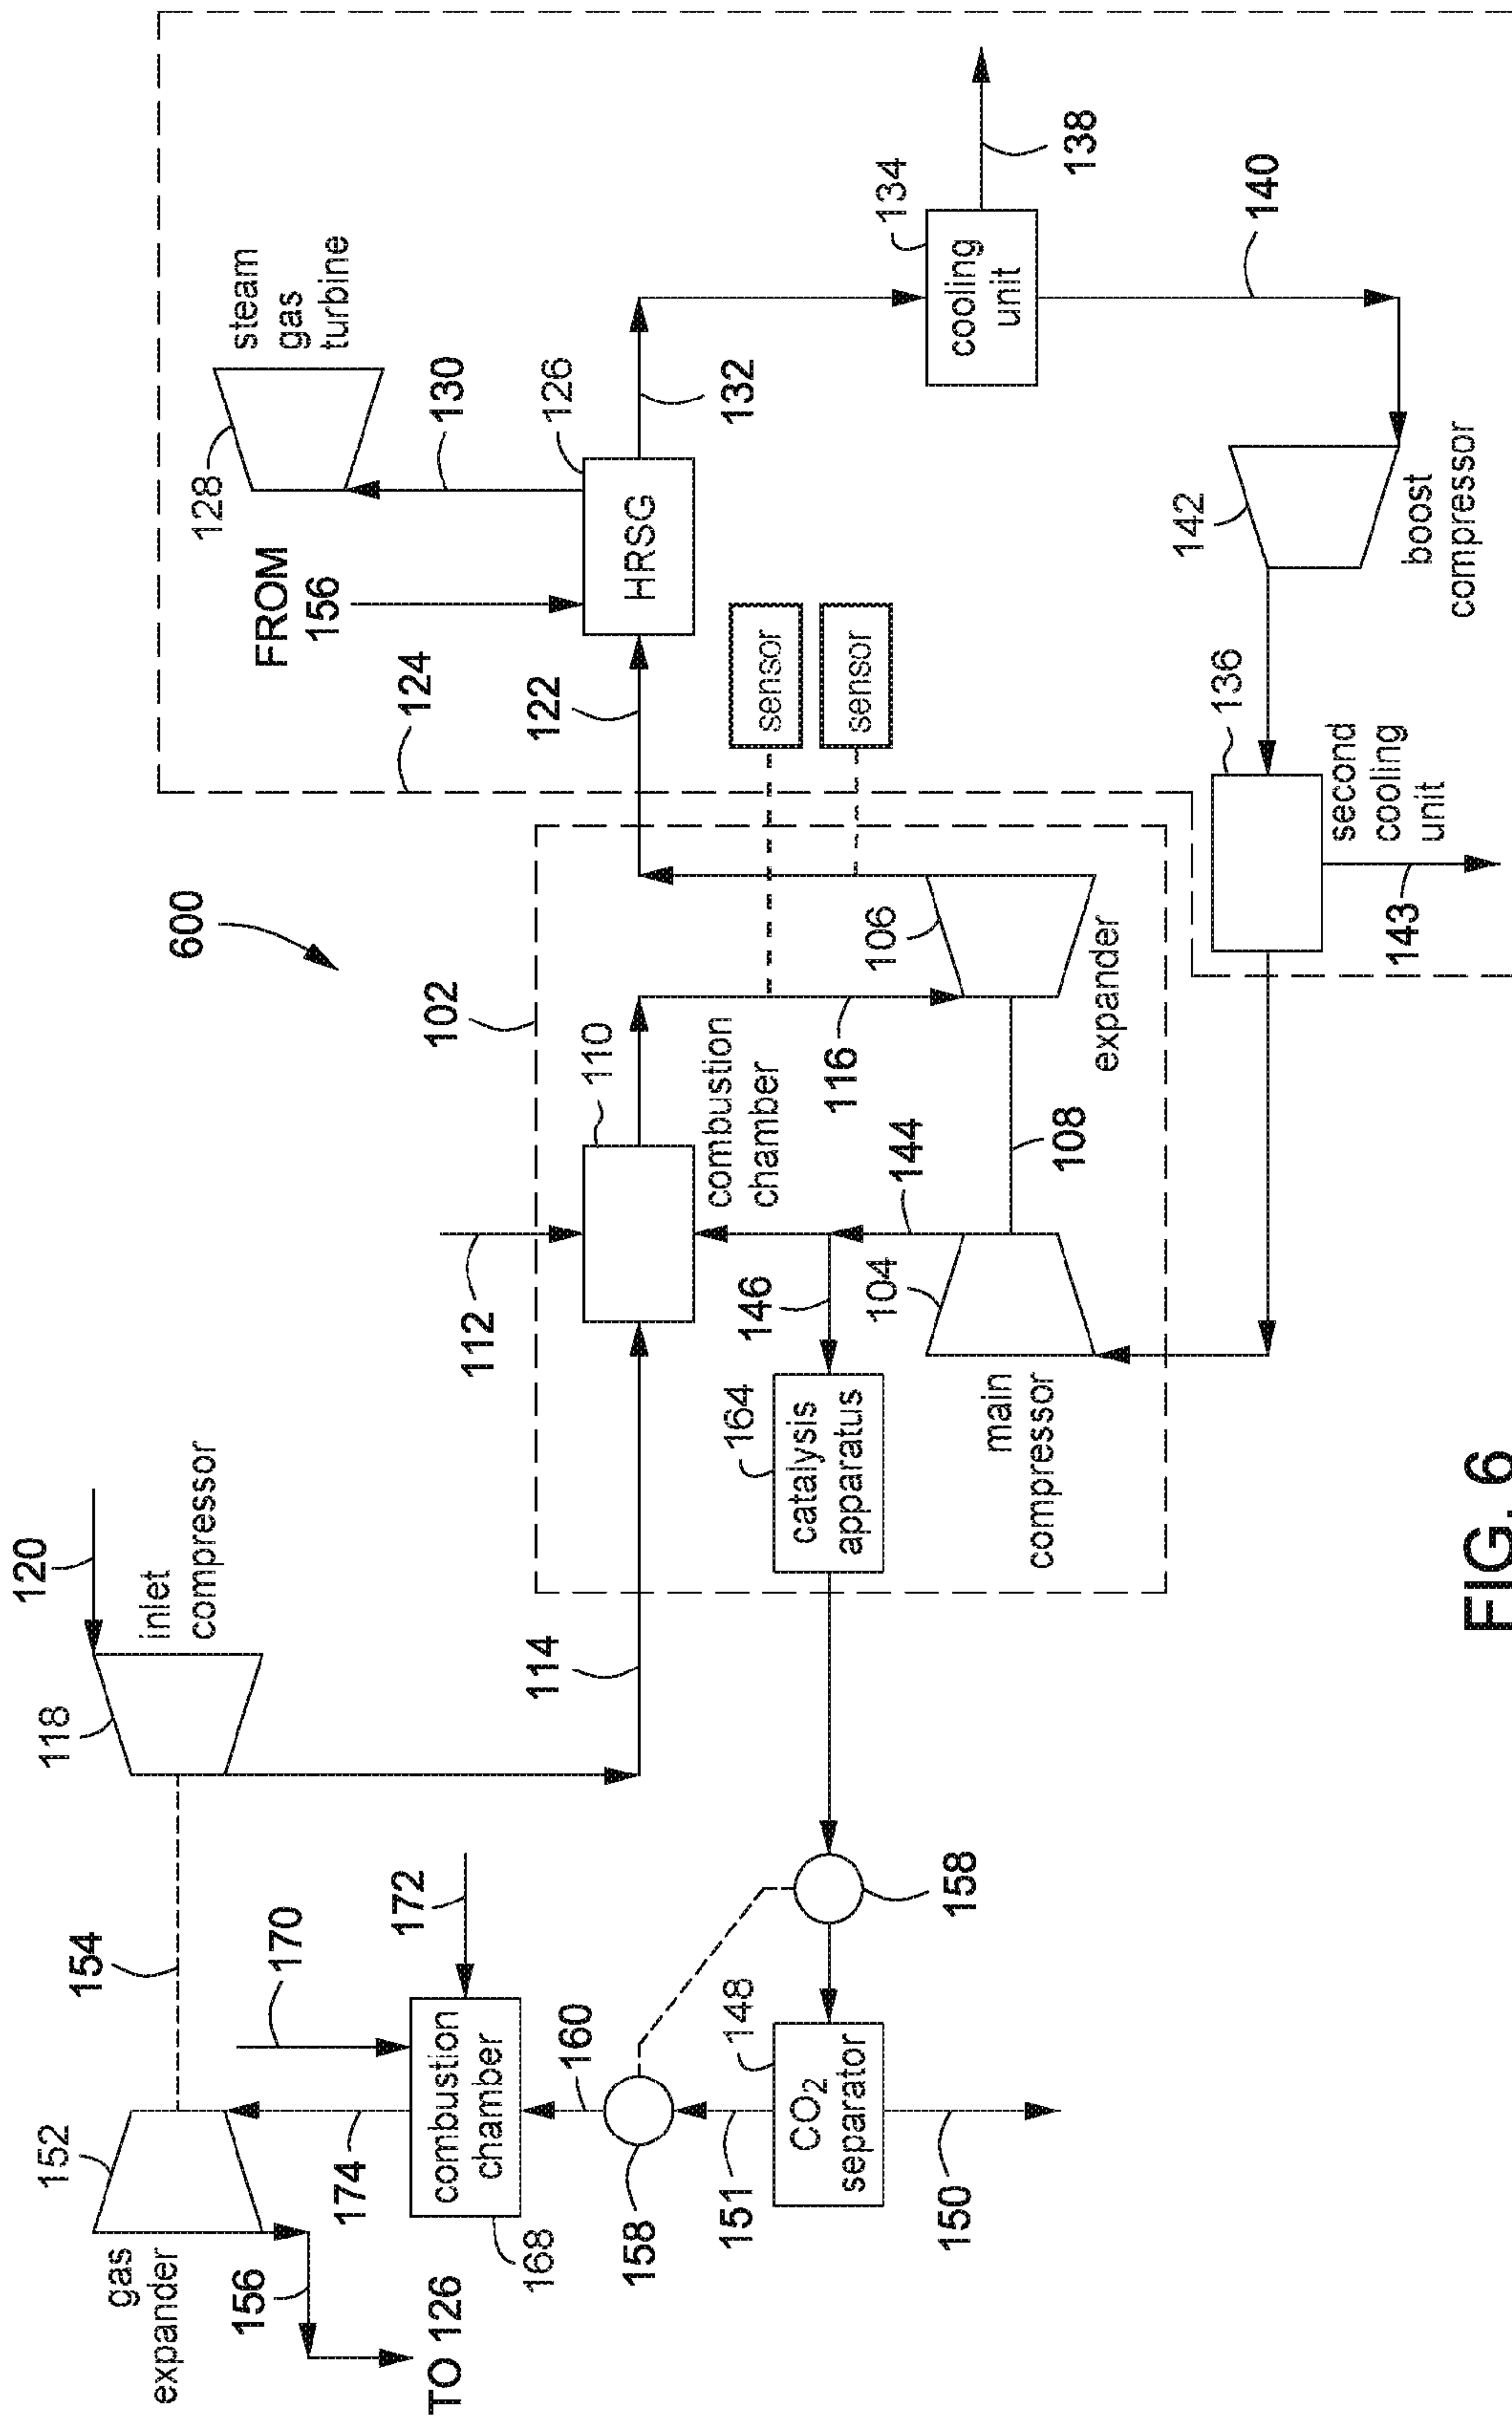 120
118
inlet
compressor
154
152
gas
expander
156
TO 126
170
172
174
combustion
chamber
168
160
158
158
151
148
CO2
separator
150
114
600
102
112
110
combustion
chamber
116
146
144
164
catalysis
apparatus
104
main
compressor
108
106
expander
124
FROM
156
128
steam
gas
turbine
130
126
HRSG
122
132
sensor
sensor
134
cooling
unit
138
140
142
boost
compressor
136
second
cooling
unit
143
FIG. 6